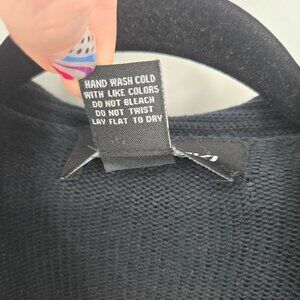 HAND WASH COLD
WITH LIKE COLORS
DO NOT BLEACH
DO NOT TWIST
LAY FLAT TO DRY